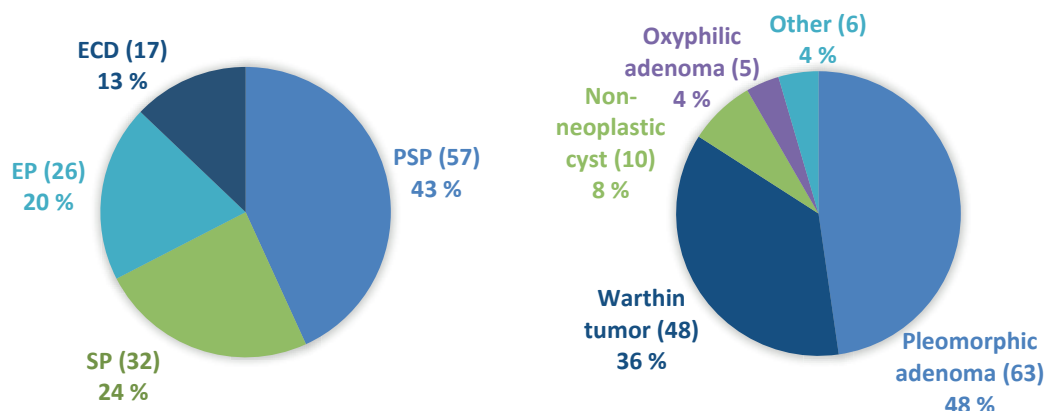 ECD (17)
13 %
PSP (57)
43 %
EP (26)
20 %
SP (32)
24 %
Other (6)
4 %
Oxyphilic
adenoma (5)
4 %
Non-
neoplastic
cyst (10)
8 %
Warthin
tumor (48)
36 %
Pleomorphic
adenoma (63)
48 %